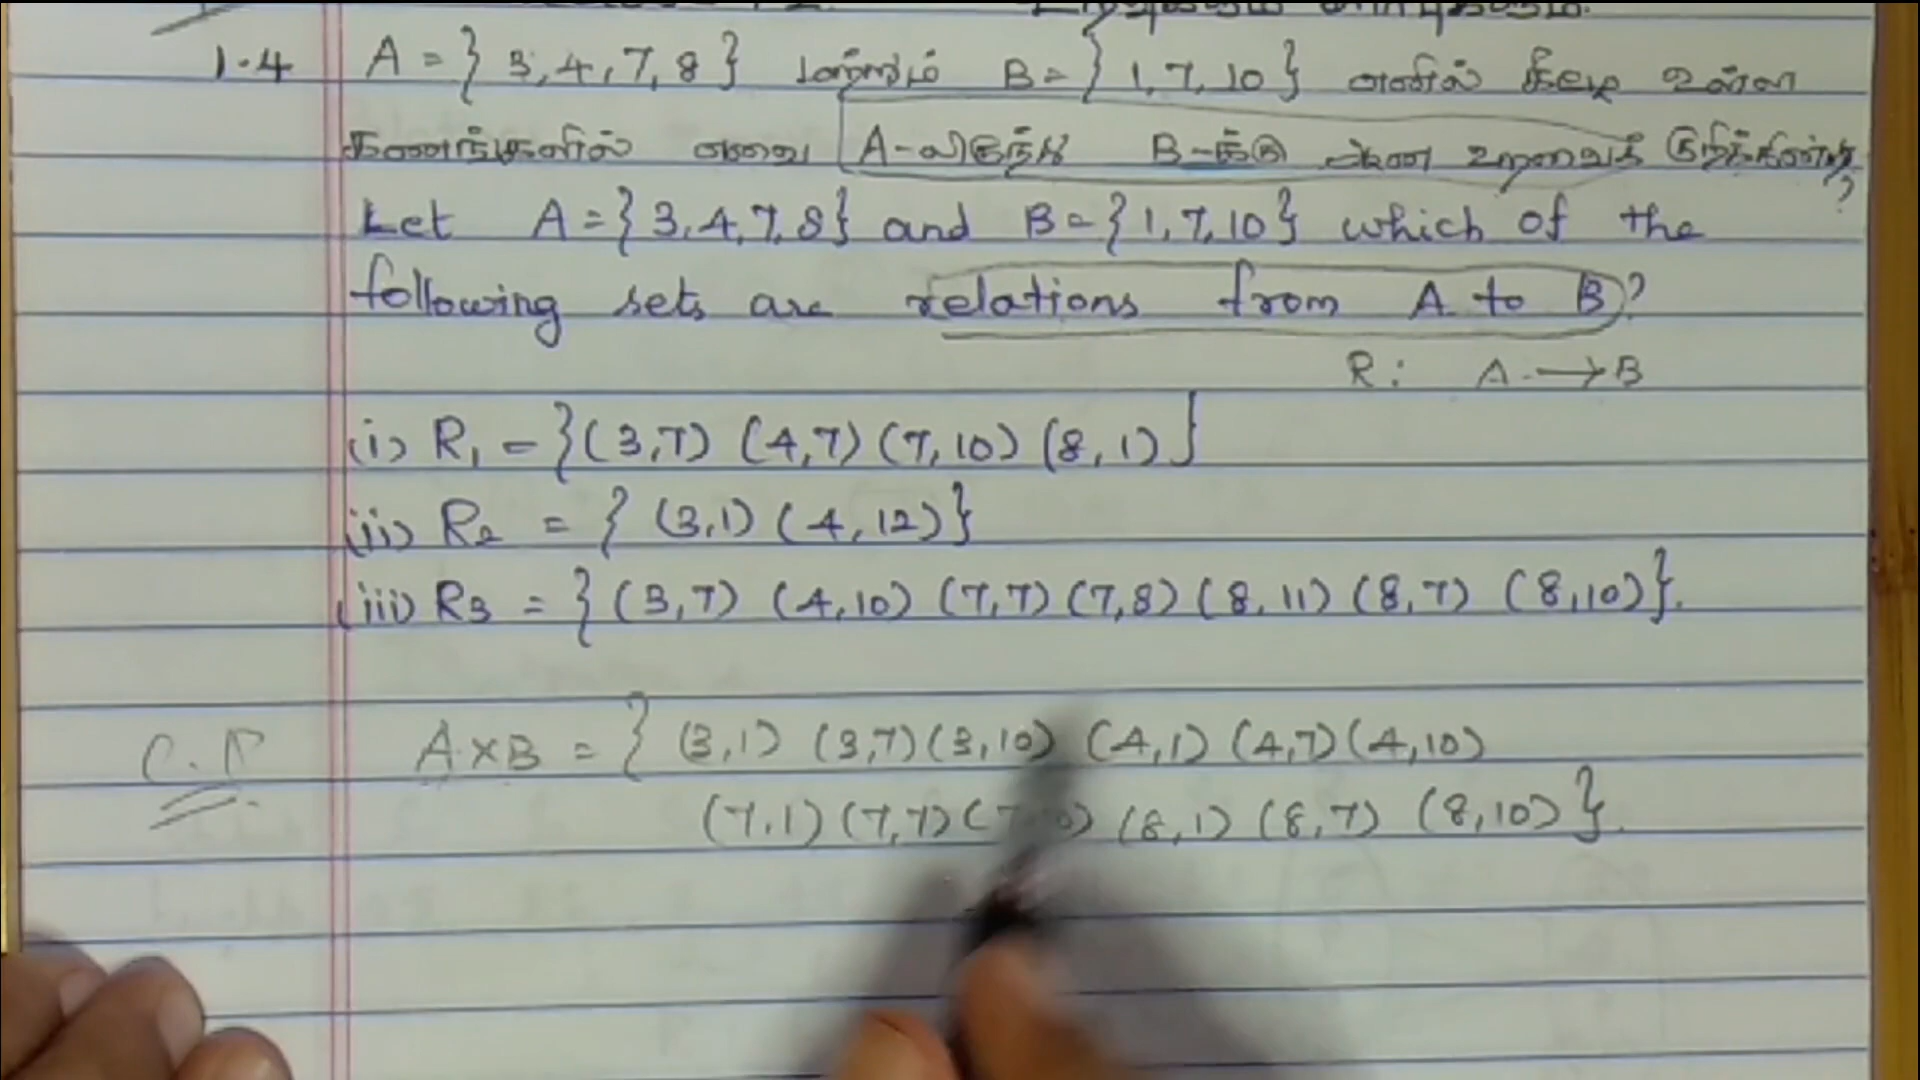 1.4 A = { 3, 4, 7, 8 } மற்றும் B = { 1, 7, 10 } எனில் கீழே உள்ள
கணங்களில் எவை A-லிருந்து B-க்கு ஆன உறவைக் குறிக்கின்றன?
Let A = { 3, 4, 7, 8 } and B = { 1, 7, 10 } which of the
following sets are relations from A to B?
R: A → B
(i) R₁ = { (3,7) (4,7) (7,10) (8,1) }
(ii) R₂ = { (3,1) (4,12) }
(iii) R3 = { (3,7) (4,10) (7,7) (7,8) (8,11) (8,7) (8,10) }.
C.P A×B = { (3,1) (3,7) (3,10) (4,1) (4,7) (4,10)
(7,1) (7,7) (8,1) (8,7) (8,10) }.